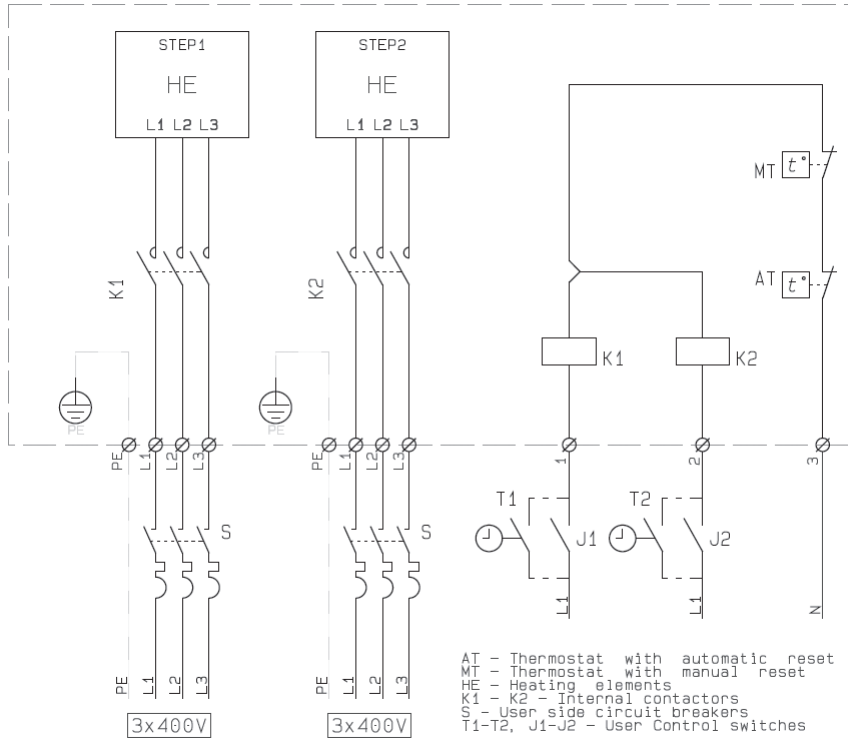 STEP1 STEP2
HE HE
L1 L2 L3 L1 L2 L3
MT t°
K1 K2 AT t°
K1 K2
PE PE
PE L1 L2 L3 PE L1 L2 L3 1 2 3
T1 T2
S S J1 J2
L1 L1 N
AT - Thermostat with automatic reset
MT - Thermostat with manual reset
HE - Heating elements
K1 - K2 - Internal contactors
S - User side circuit breakers
T1-T2, J1-J2 - User Control switches
PE L1 L2 L3 PE L1 L2 L3
3x400V 3x400V